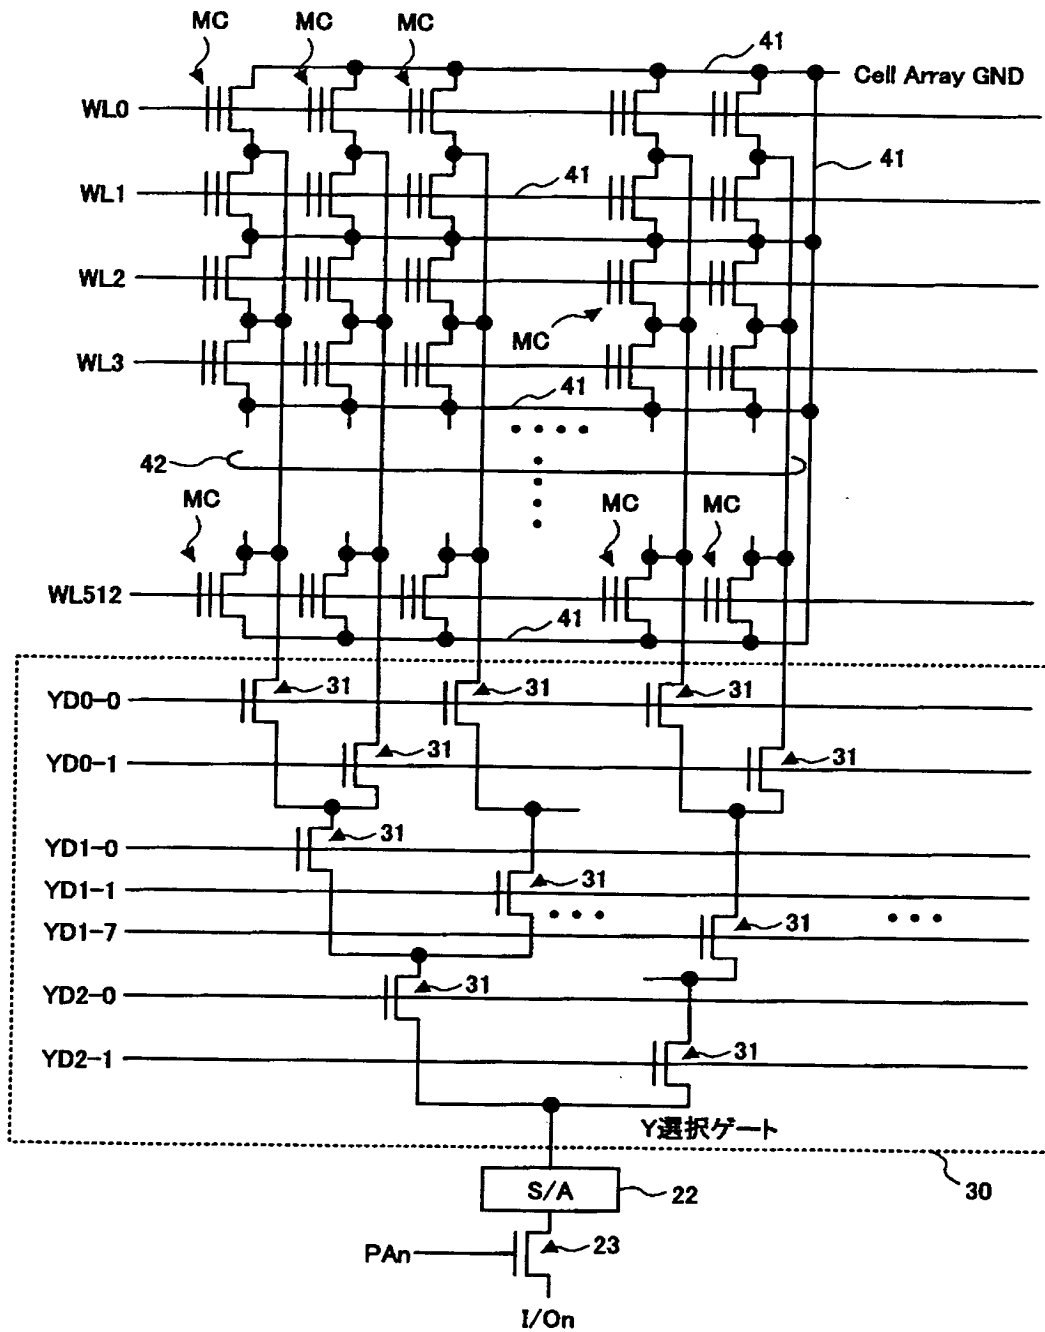 MC MC MC 41
Cell Array GND
WL0
41
WL1 41
WL2
MC
WL3
41
42
MC MC MC
WL512
41
YD0-0 31 31 31
YD0-1 31 31
YD1-0 31
YD1-1 31
YD1-7 31
YD2-0 31
YD2-1 31
Y選択ゲート
30
S/A 22
PAn 23
I/On